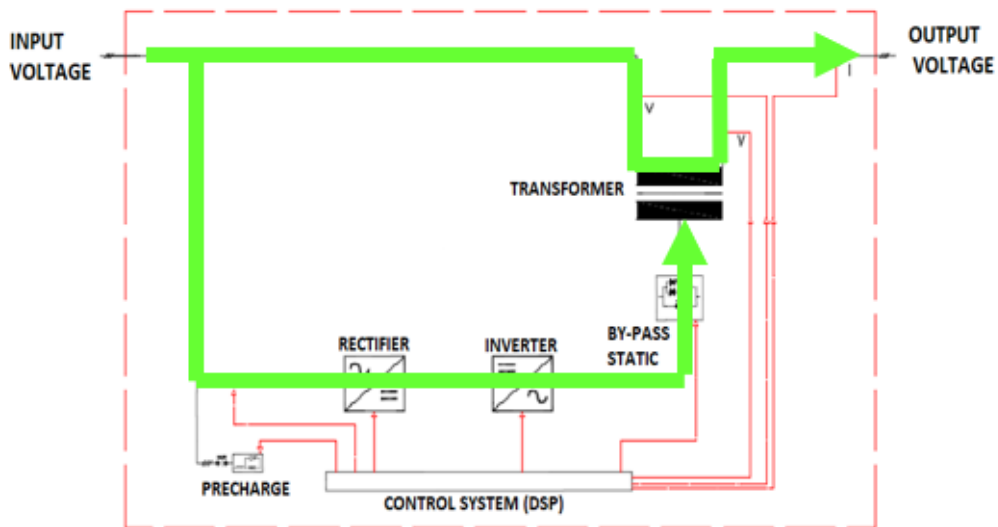 INPUT
VOLTAGE
OUTPUT
VOLTAGE
I
V
V
TRANSFORMER
RECTIFIER
INVERTER
BY-PASS
STATIC
PRECHARGE
CONTROL SYSTEM (DSP)